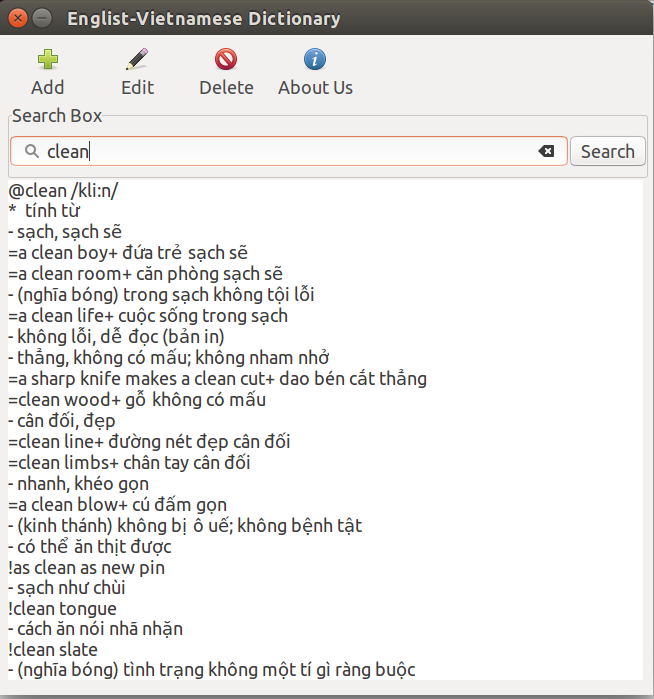 Englist-Vietnamese Dictionary
Add Edit Delete About Us
Search Box
clean Search
@clean /kli:n/
* tính từ
- sạch, sạch sẽ
=a clean boy+ đứa trẻ sạch sẽ
=a clean room+ căn phòng sạch sẽ
- (nghĩa bóng) trong sạch không tội lỗi
=a clean life+ cuộc sống trong sạch
- không lỗi, dễ đọc (bản in)
- thẳng, không có mấu; không nham nhở
=a sharp knife makes a clean cut+ dao bén cắt thẳng
=clean wood+ gỗ không có mấu
- cân đối, đẹp
=clean line+ đường nét đẹp cân đối
=clean limbs+ chân tay cân đối
- nhanh, khéo gọn
=a clean blow+ cú đấm gọn
- (kinh thánh) không bị ô uế; không bệnh tật
- có thể ăn thịt được
!as clean as new pin
- sạch như chùi
!clean tongue
- cách ăn nói nhã nhặn
!clean slate
- (nghĩa bóng) tình trạng không một tí gì ràng buộc